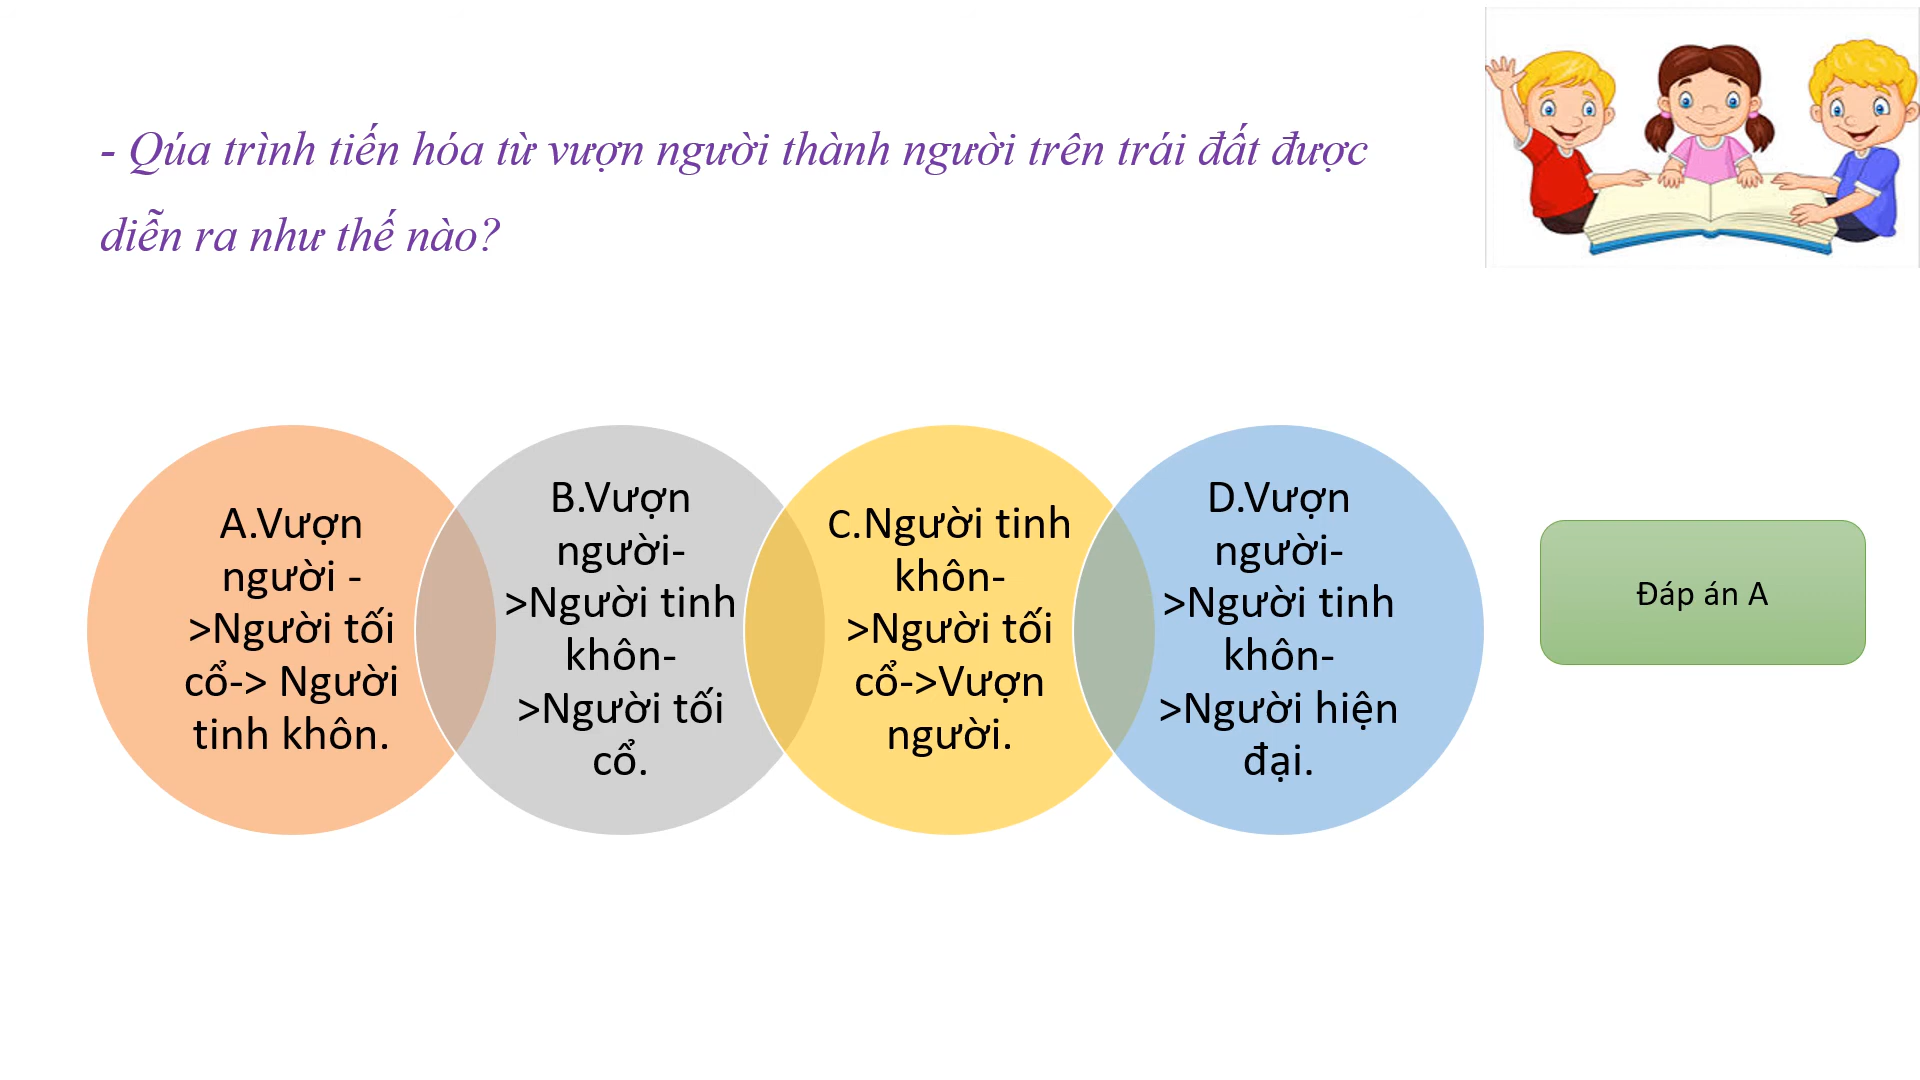 - Qúa trình tiến hóa từ vượn người thành người trên trái đất được
diễn ra như thế nào?
A.Vượn
người -
>Người tối
cổ-> Người
tinh khôn.
B.Vượn
người-
>Người tinh
khôn-
>Người tối
cổ.
C.Người tinh
khôn-
>Người tối
cổ->Vượn
người.
D.Vượn
người-
>Người tinh
khôn-
>Người hiện
đại.
Đáp án A